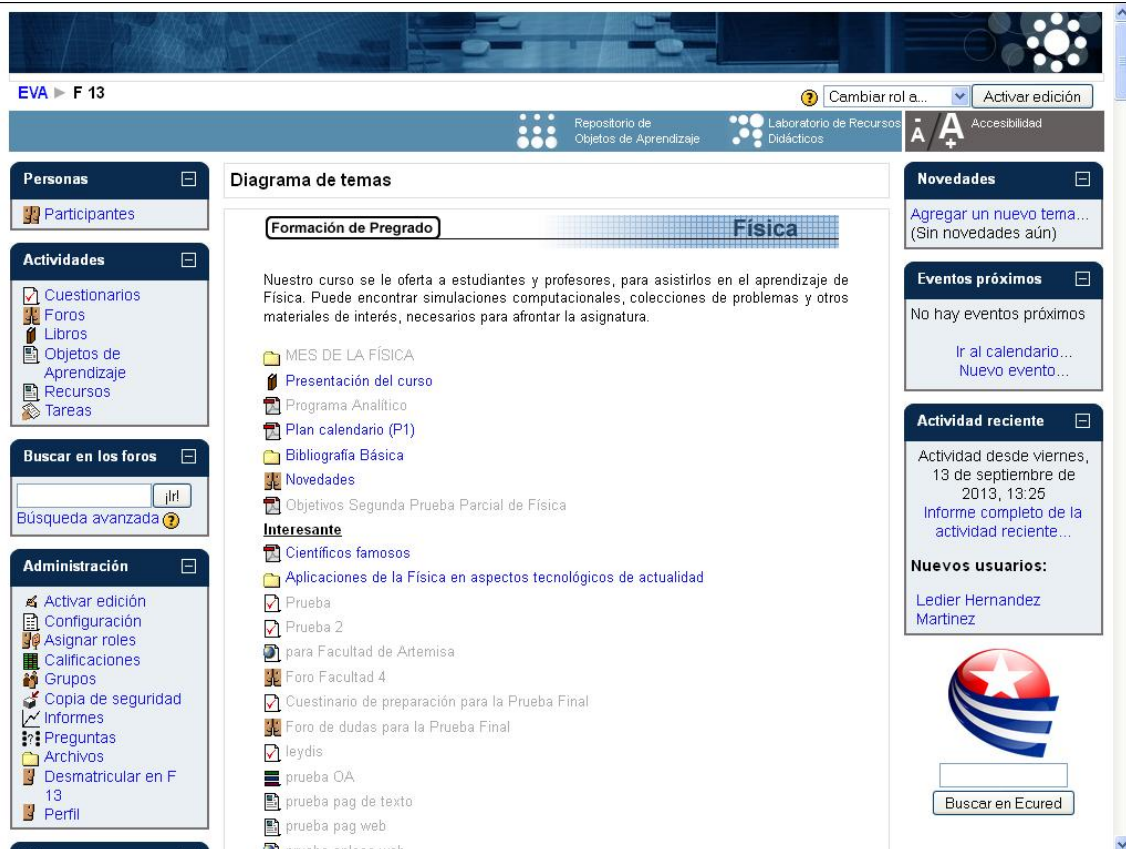 EVA ► F 13
Cambiar rol a...
Activar edición
Repositorio de
Objetos de Aprendizaje
Laboratorio de Recursos
Didácticos
Accesibilidad
Personas
Participantes
Actividades
Cuestionarios
Foros
Libros
Objetos de
Aprendizaje
Recursos
Tareas
Buscar en los foros
¡Ir!
Búsqueda avanzada
Administración
Activar edición
Configuración
Asignar roles
Calificaciones
Grupos
Copia de seguridad
Informes
Preguntas
Archivos
Desmatricular en F
13
Perfil
Diagrama de temas
Formación de Pregrado
Física
Nuestro curso se le oferta a estudiantes y profesores, para asistirlos en el aprendizaje de
Física. Puede encontrar simulaciones computacionales, colecciones de problemas y otros
materiales de interés, necesarios para afrontar la asignatura.
MES DE LA FÍSICA
Presentación del curso
Programa Analítico
Plan calendario (P1)
Bibliografía Básica
Novedades
Objetivos Segunda Prueba Parcial de Física
Interesante
Científicos famosos
Aplicaciones de la Física en aspectos tecnológicos de actualidad
Prueba
Prueba 2
para Facultad de Artemisa
Foro Facultad 4
Cuestinario de preparación para la Prueba Final
Foro de dudas para la Prueba Final
leydis
prueba OA
prueba pag de texto
prueba pag web
Novedades
Agregar un nuevo tema...
(Sin novedades aún)
Eventos próximos
No hay eventos próximos
Ir al calendario...
Nuevo evento...
Actividad reciente
Actividad desde viernes,
13 de septiembre de
2013, 13:25
Informe completo de la
actividad reciente...
Nuevos usuarios:
Ledier Hernandez
Martinez
Buscar en Ecured